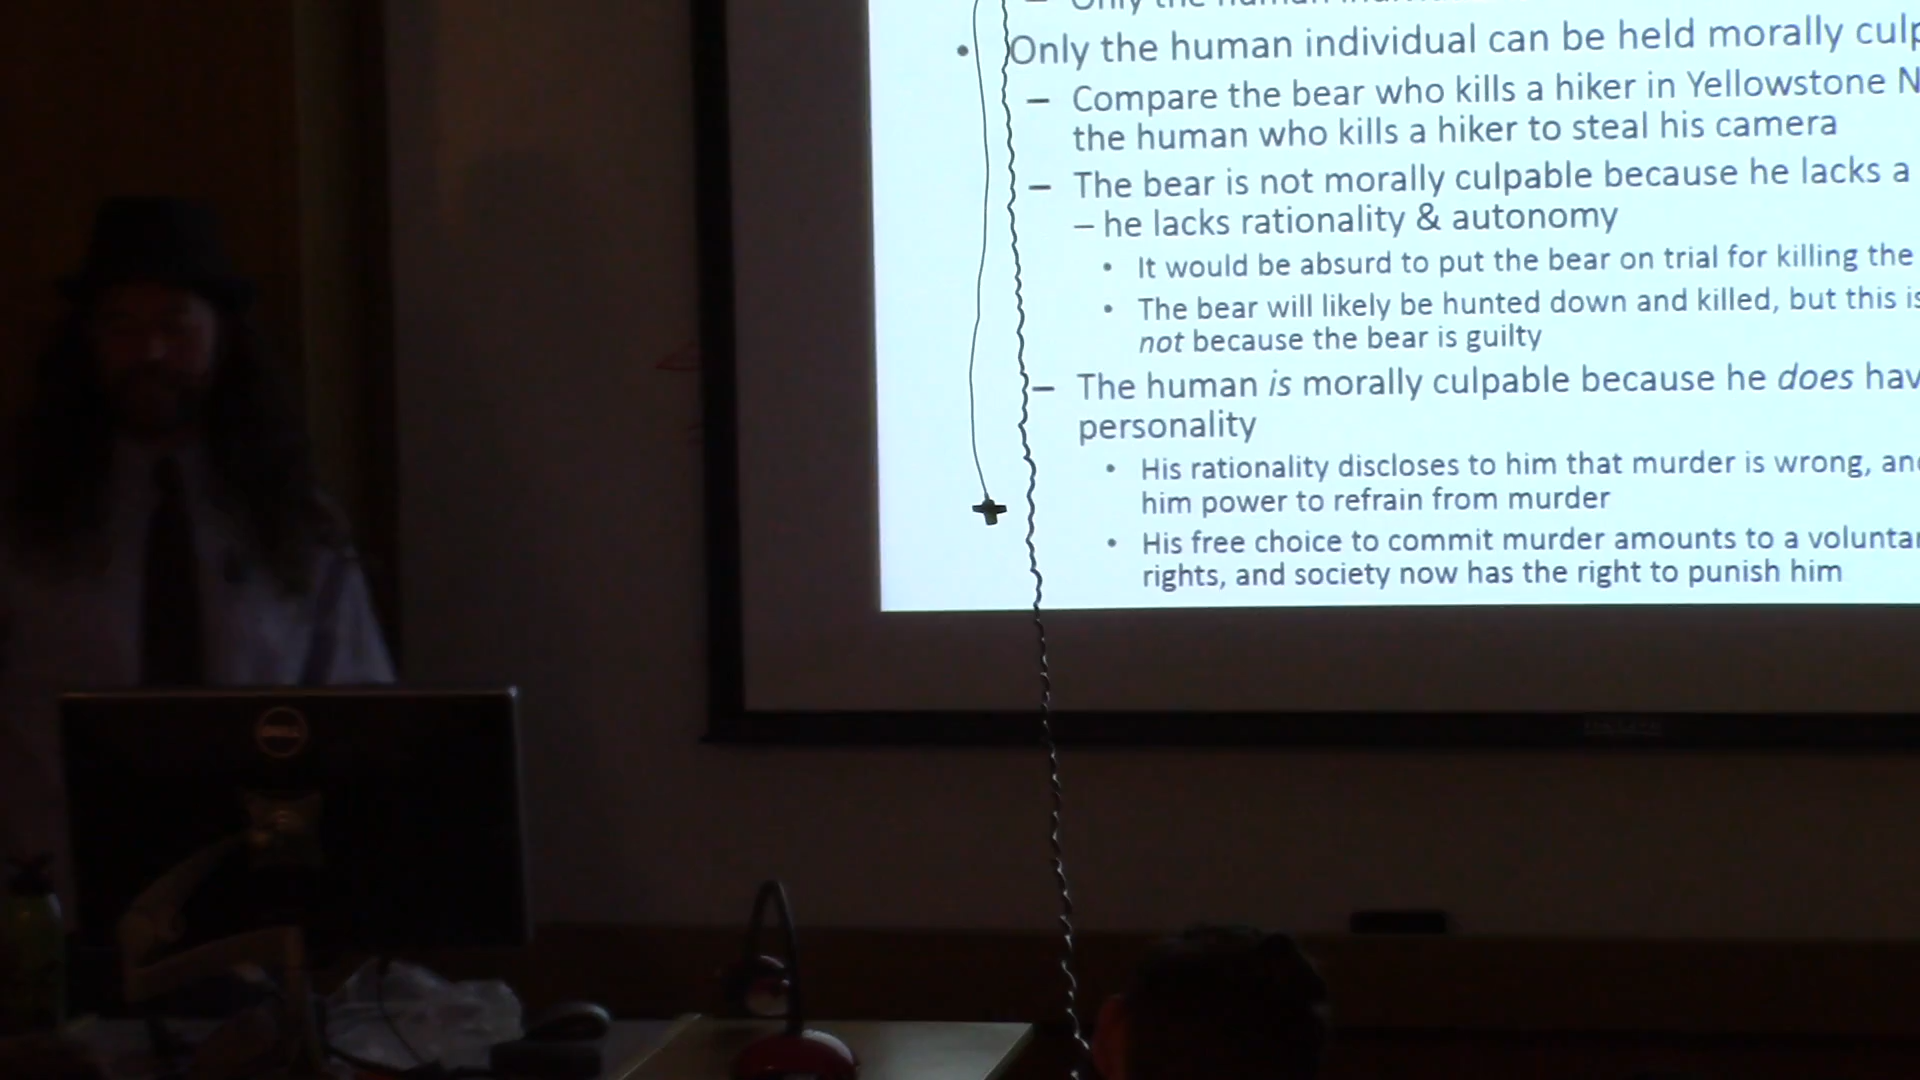 – Only the human
• Only the human individual can be held morally
– Compare the bear who kills a hiker in Yellowstone
the human who kills a hiker to steal his camera
– The bear is not morally culpable because he lacks a
– he lacks rationality & autonomy
• It would be absurd to put the bear on trial for killing the
• The bear will likely be hunted down and killed, but this is
not because the bear is guilty
– The human is morally culpable because he does
personality
• His rationality discloses to him that murder is wrong,
him power to refrain from murder
• His free choice to commit murder amounts to a
rights, and society now has the right to punish him